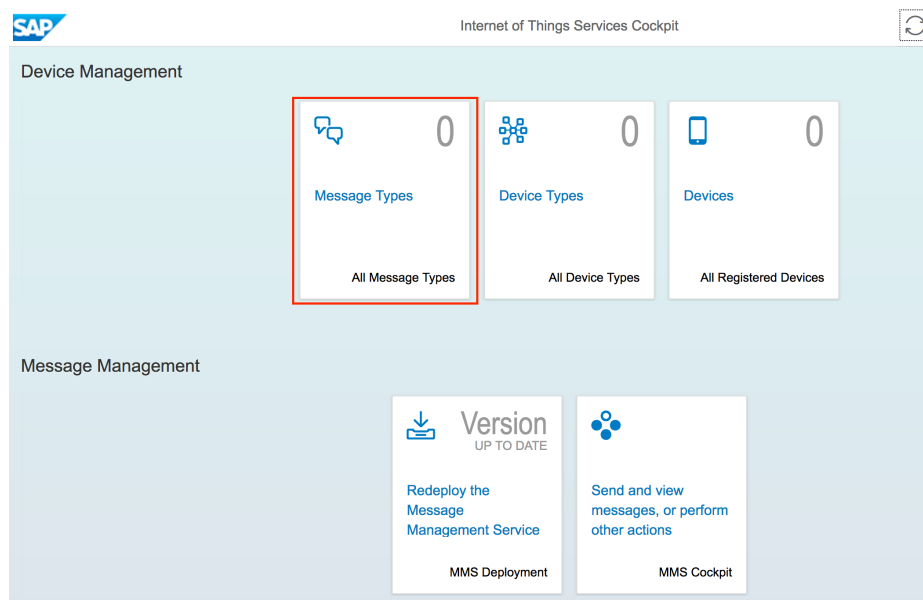 SAP
Internet of Things Services Cockpit
Device Management
0
Message Types
All Message Types
0
Device Types
All Device Types
0
Devices
All Registered Devices
Message Management
Version
UP TO DATE
Redeploy the
Message
Management Service
MMS Deployment
Send and view
messages, or perform
other actions
MMS Cockpit